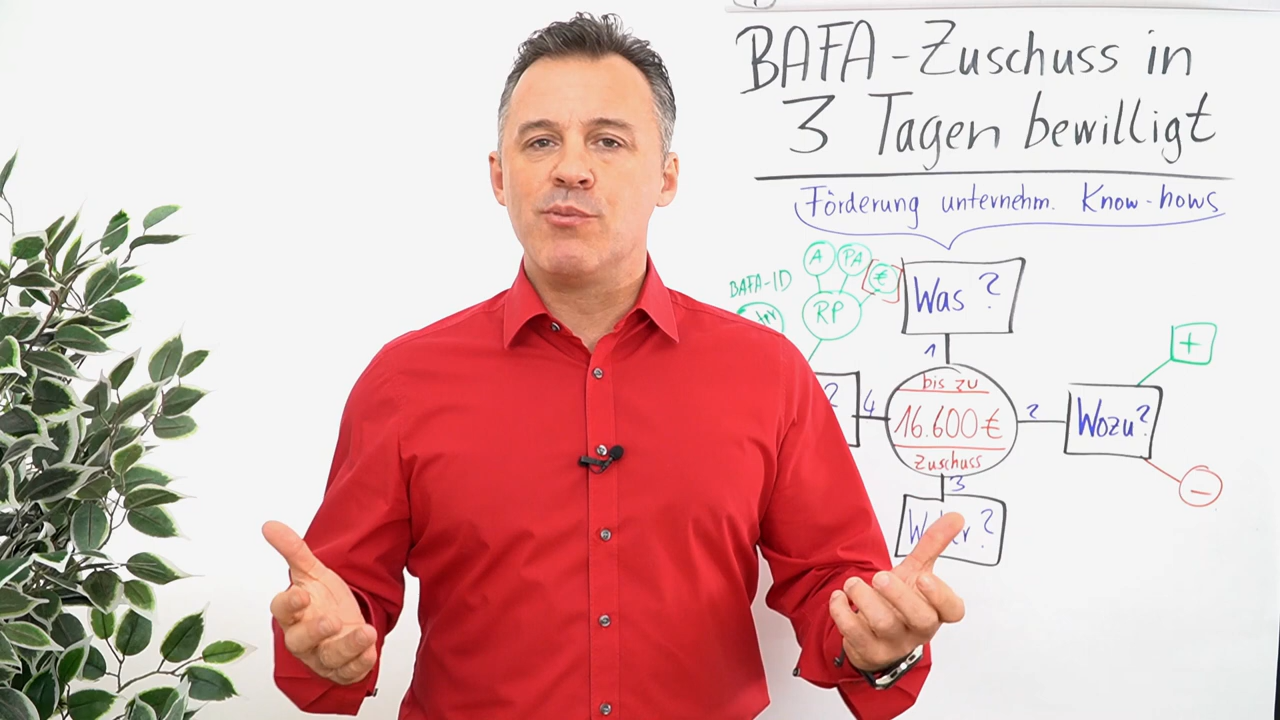 BAFA-Zuschuss in
3 Tagen bewilligt
Förderung unternehm. Know-hows
BAFA-ID
A
PA
€
RP
Was?
1
bis zu
16.600 €
Zuschuss
2
Wozu?
+
-
3
4
?